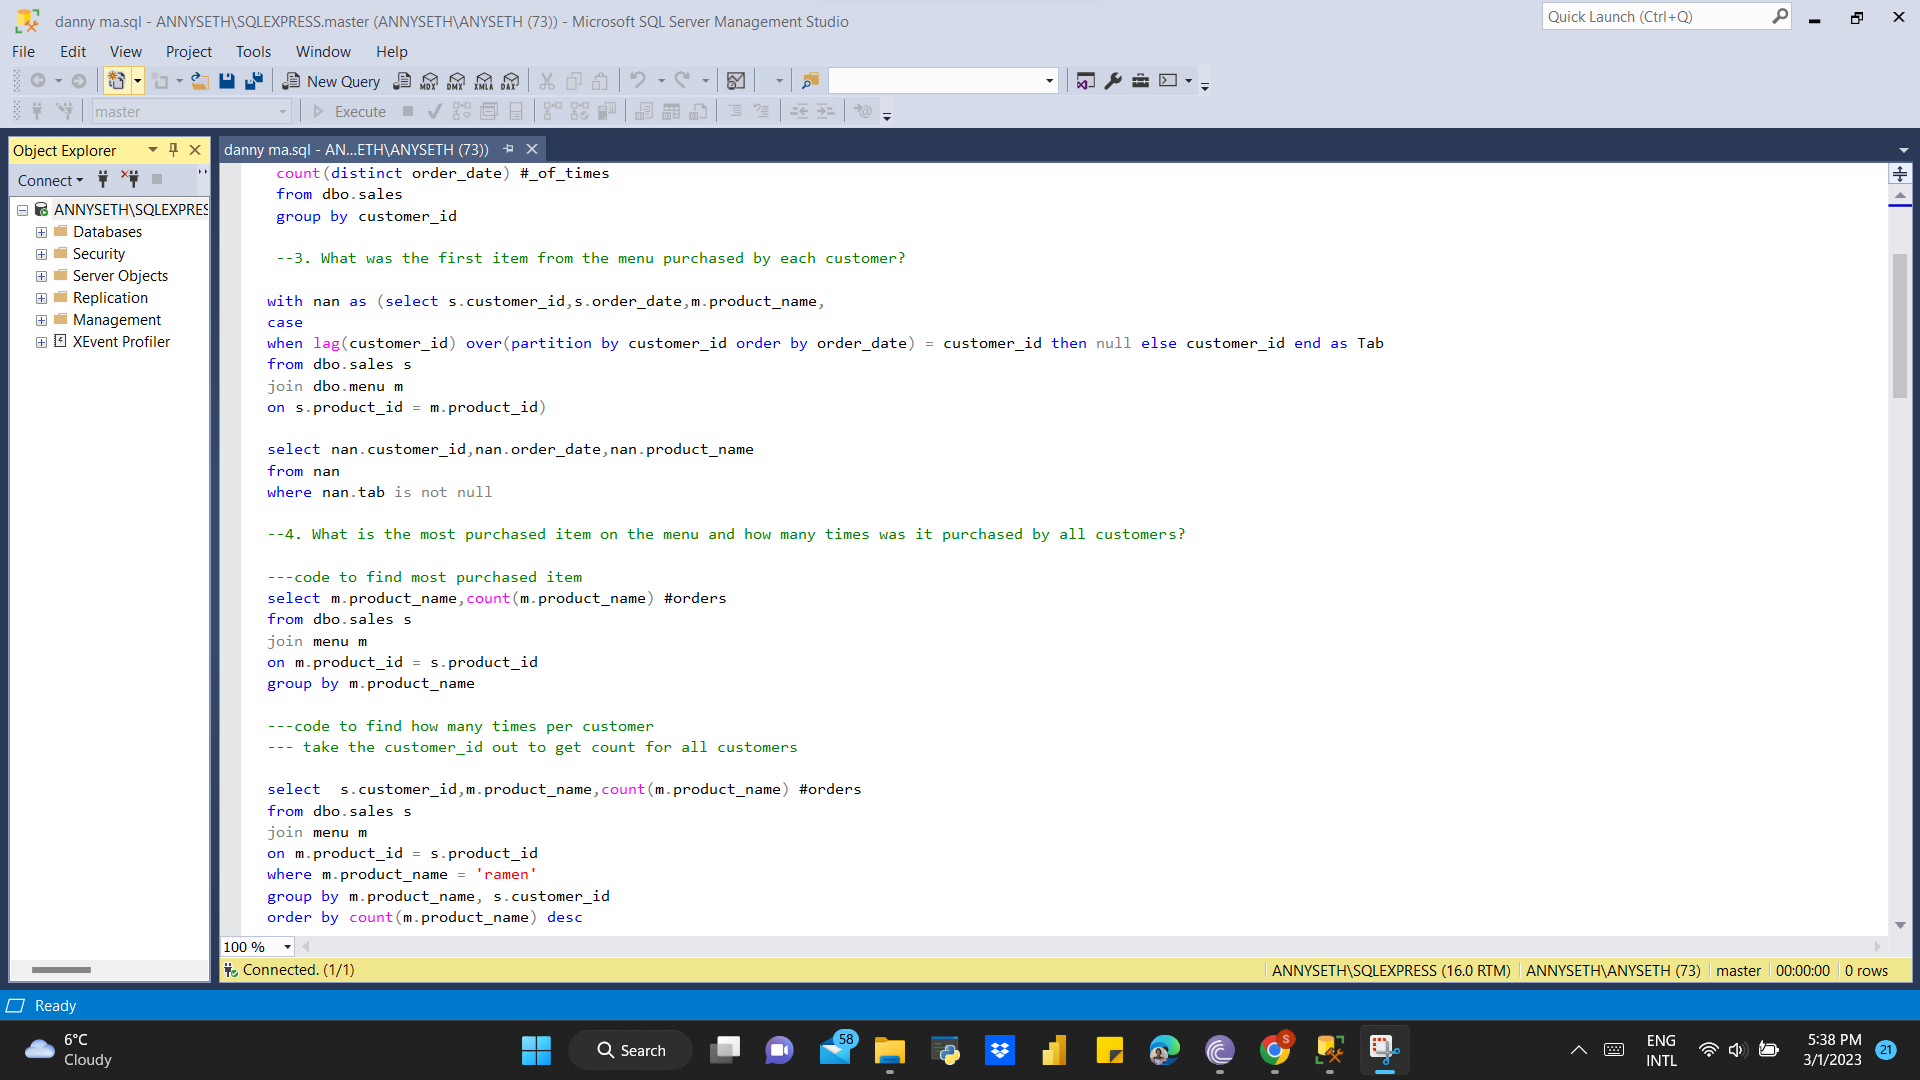 danny ma.sql - ANNYSETH\SQLEXPRESS.master (ANNYSETH\ANYSETH (73)) - Microsoft SQL Server Management Studio
Quick Launch (Ctrl+Q)
File Edit View Project Tools Window Help
New Query MDX DMX XMLA DAX
master Execute
Object Explorer
danny ma.sql - AN...ETH\ANYSETH (73))
Connect
ANNYSETH\SQLEXPRES
Databases
Security
Server Objects
Replication
Management
XEvent Profiler
count(distinct order_date) #_of_times
from dbo.sales
group by customer_id
--3. What was the first item from the menu purchased by each customer?
with nan as (select s.customer_id,s.order_date,m.product_name,
case
when lag(customer_id) over(partition by customer_id order by order_date) = customer_id then null else customer_id end as Tab
from dbo.sales s
join dbo.menu m
on s.product_id = m.product_id)
select nan.customer_id,nan.order_date,nan.product_name
from nan
where nan.tab is not null
--4. What is the most purchased item on the menu and how many times was it purchased by all customers?
---code to find most purchased item
select m.product_name,count(m.product_name) #orders
from dbo.sales s
join menu m
on m.product_id = s.product_id
group by m.product_name
---code to find how many times per customer
--- take the customer_id out to get count for all customers
select  s.customer_id,m.product_name,count(m.product_name) #orders
from dbo.sales s
join menu m
on m.product_id = s.product_id
where m.product_name = 'ramen'
group by m.product_name, s.customer_id
order by count(m.product_name) desc
100 %
Connected. (1/1)
ANNYSETH\SQLEXPRESS (16.0 RTM) ANNYSETH\ANYSETH (73) master 00:00:00 0 rows
Ready
6°C
Cloudy
Search
58
S
ENG
INTL
5:38 PM
3/1/2023
21